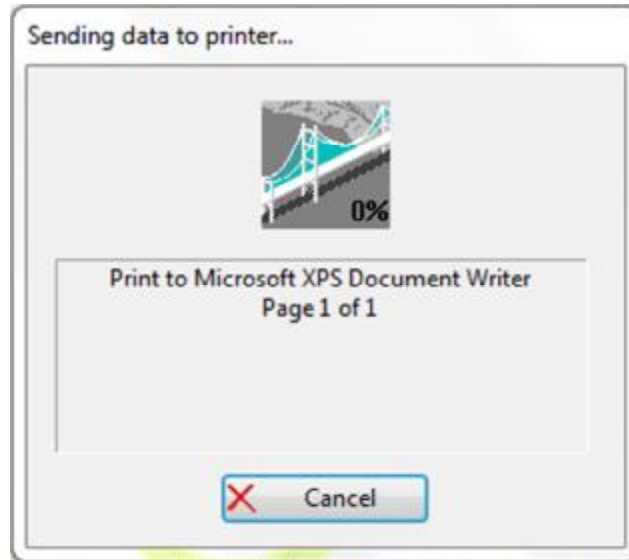 Sending data to printer...
0%
Print to Microsoft XPS Document Writer
Page 1 of 1
Cancel